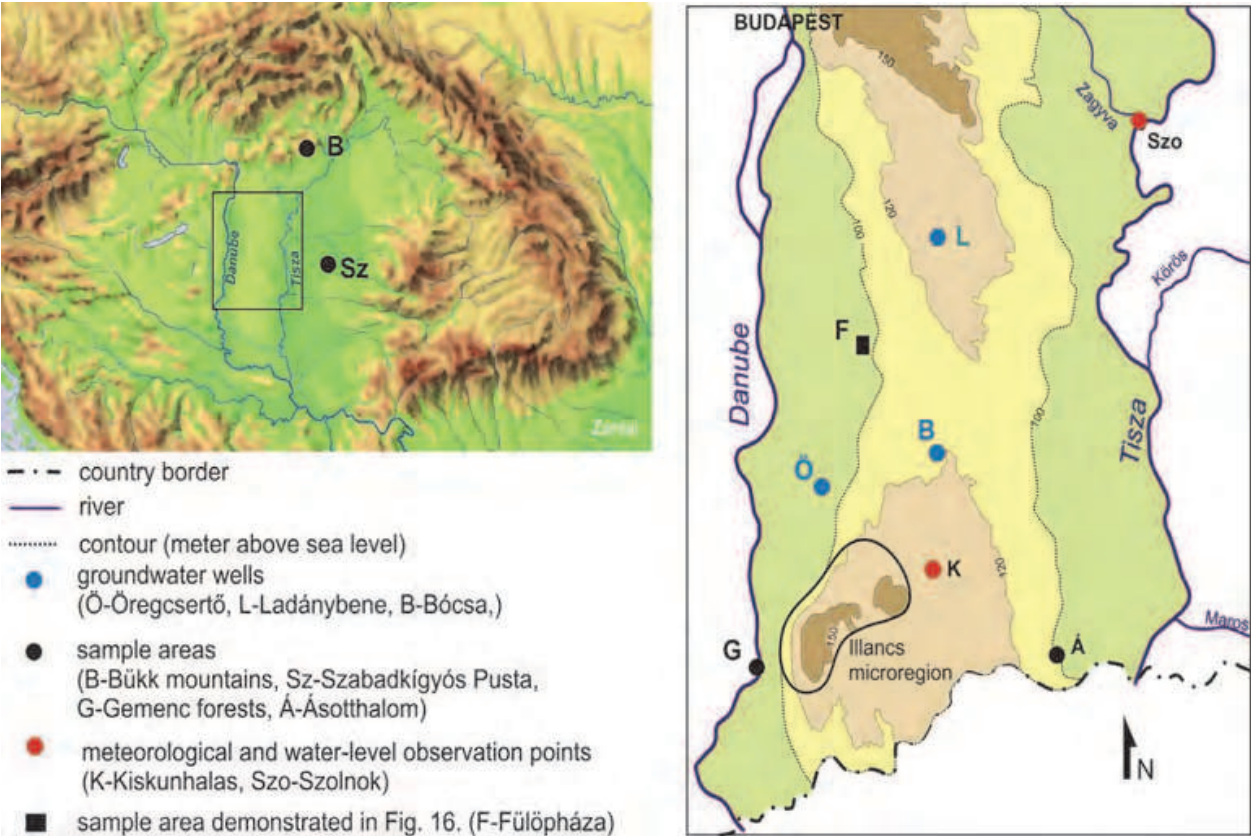 B
Danube
Tisza
Sz
country border
river
contour (meter above sea level)
groundwater wells
(Ö-Öregcsertő, L-Ladánybene, B-Bócsa,)
sample areas
(B-Bükk mountains, Sz-Szabadkígyós Pusta,
G-Gemenc forests, Á-Ásotthalom)
meteorological and water-level observation points
(K-Kiskunhalas, Szo-Szolnok)
sample area demonstrated in Fig. 16. (F-Fülöpháza)
BUDAPEST
150
Zagyva
Szo
120
100
L
Körös
F
Danube
100
Tisza
B
Ö
K
120
150
Illancs
microregion
G
Á
Maros
N